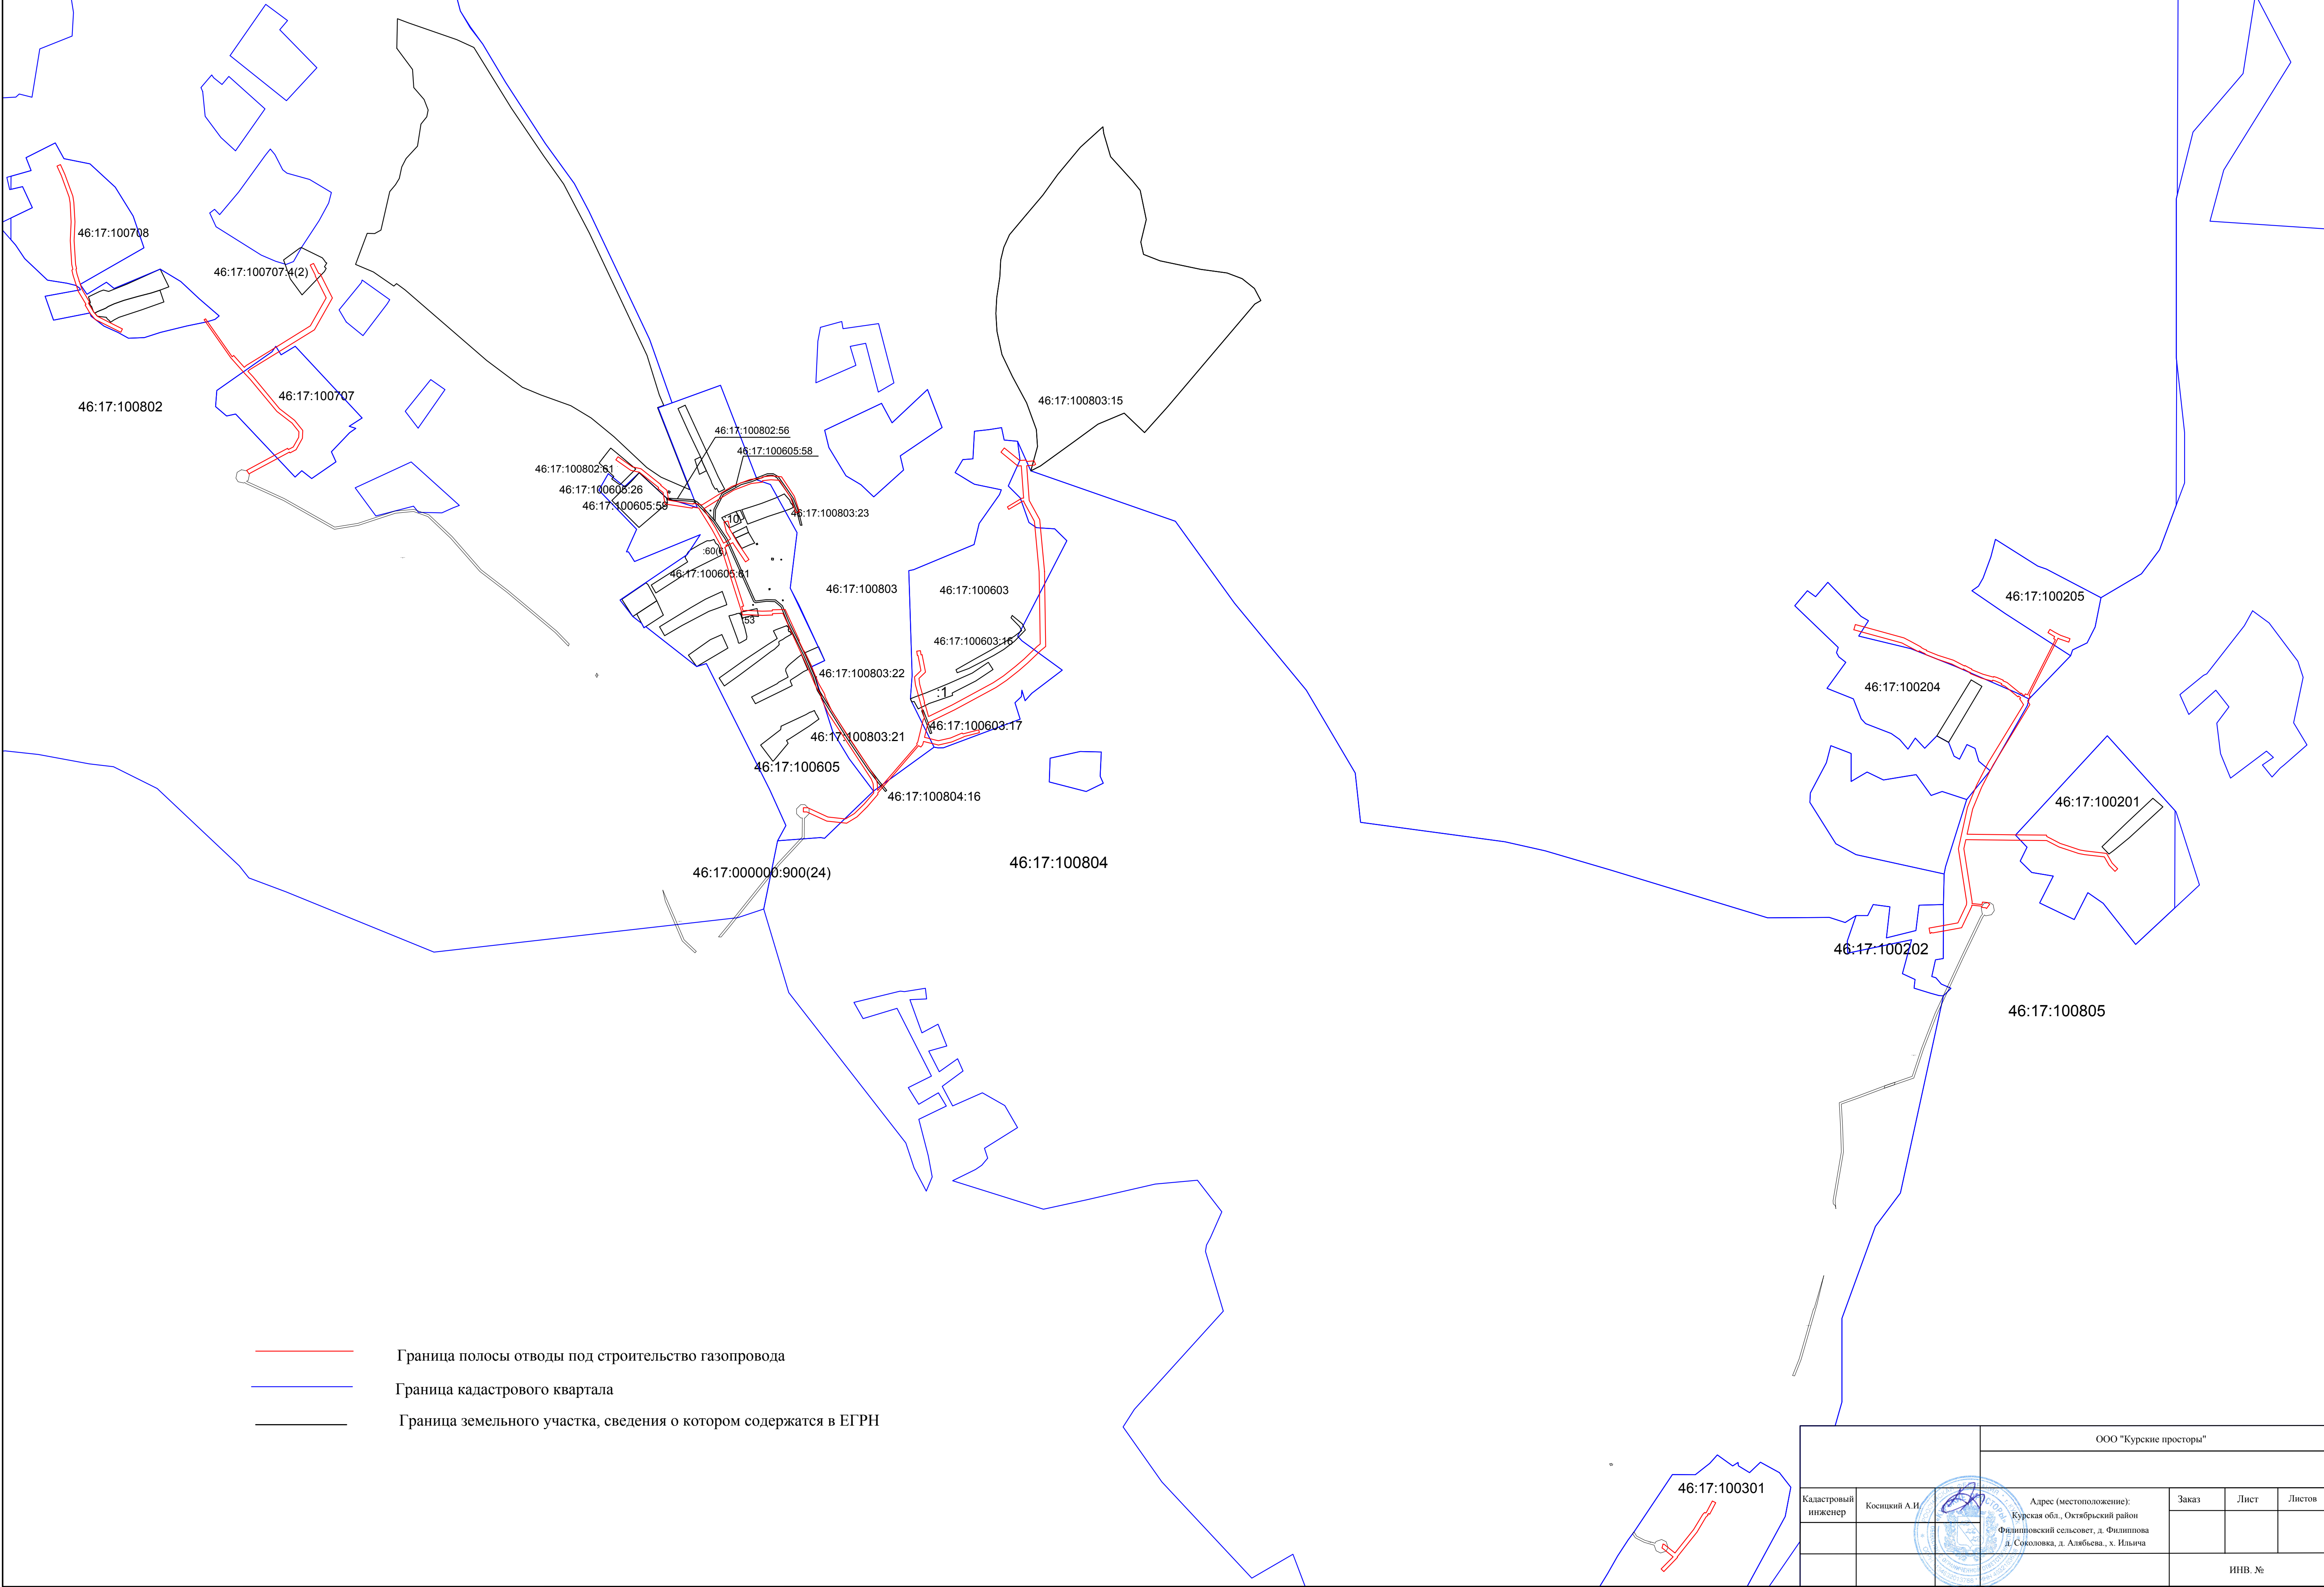 46:17:100708
46:17:100707:4(2)
46:17:100707
46:17:100802
46:17:100803:15
46:17:100802:56
46:17:100605:58
46:17:100802:61
46:17:100605:26
46:17:100605:59
46:17:100803:23
:10
:60(6)
46:17:100605:61
46:17:100803
46:17:100603
:53
46:17:100603:16
46:17:100803:22
:1
46:17:100603:17
46:17:100803:21
46:17:100605
46:17:100804:16
46:17:000000:900(24)
46:17:100804
46:17:100205
46:17:100204
46:17:100201
46:17:100202
46:17:100805
46:17:100301
Граница полосы отводы под строительство газопровода
Граница кадастрового квартала
Граница земельного участка, сведения о котором содержатся в ЕГРН
ООО "Курские просторы"
Кадастровый инженер
Косицкий А.И.
Адрес (местоположение):
Курская обл., Октябрьский район
Филипповский сельсовет, д. Филиппова
д. Соколовка, д. Алябьева., х. Ильича
Заказ Лист Листов
ИНВ. №